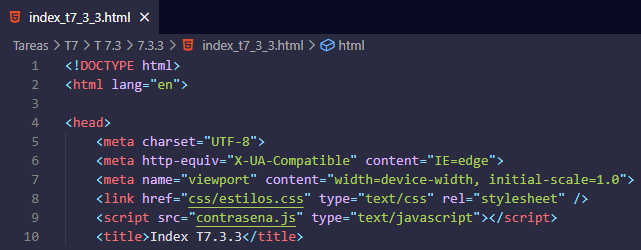 index_t7_3_3.html ×
Tareas > T7 > T 7.3 > 7.3.3 > index_t7_3_3.html > html
1 <!DOCTYPE html>
2 <html lang="en">
3
4 <head>
5 <meta charset="UTF-8">
6 <meta http-equiv="X-UA-Compatible" content="IE=edge">
7 <meta name="viewport" content="width=device-width, initial-scale=1.0">
8 <link href="css/estilos.css" type="text/css" rel="stylesheet" />
9 <script src="contrasena.js" type="text/javascript"></script>
10 <title>Index T7.3.3</title>